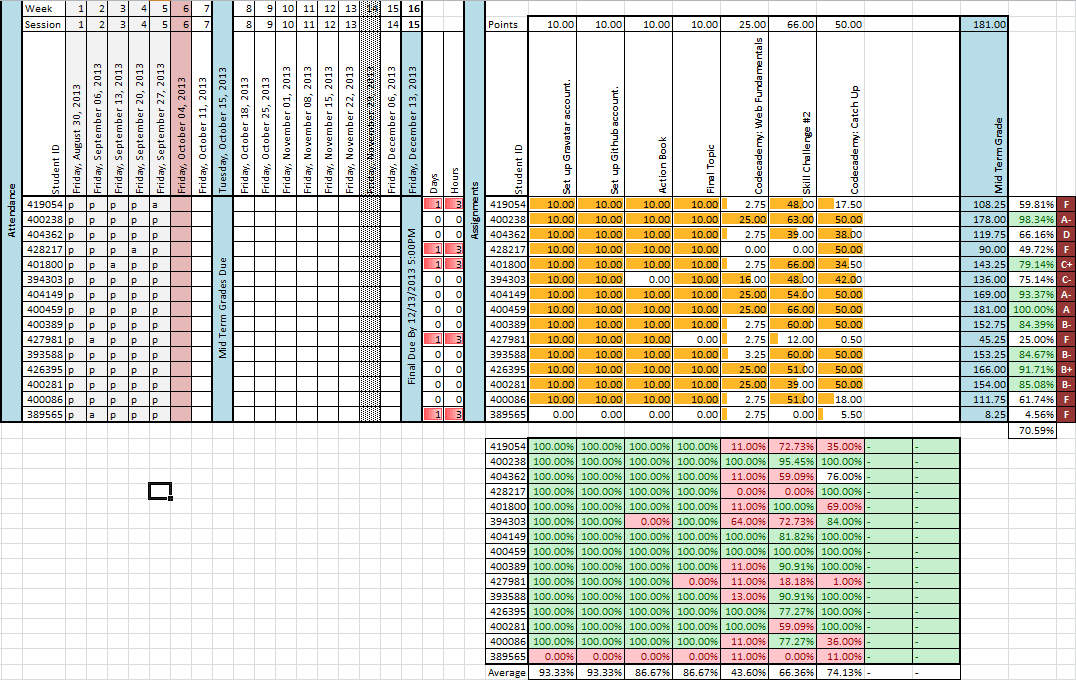 Week 1 2 3 4 5 6 7 8 9 10 11 12 13 14 15 16
Session 1 2 3 4 5 6 7 8 9 10 11 12 13 14 15 Points 10.00 10.00 10.00 10.00 25.00 66.00 50.00 181.00
Attendance
Student ID
Friday, August 30, 2013
Friday, September 06, 2013
Friday, September 13, 2013
Friday, September 20, 2013
Friday, September 27, 2013
Friday, October 04, 2013
Friday, October 11, 2013
Tuesday, October 15, 2013
Friday, October 18, 2013
Friday, October 25, 2013
Friday, November 01, 2013
Friday, November 08, 2013
Friday, November 15, 2013
Friday, November 22, 2013
Friday, December 06, 2013
Friday, December 13, 2013
Days
Hours
Assignments
Student ID
Set up Gravatar account.
Set up Github account.
Action Book
Final Topic
Codecademy: Web Fundamentals
Skill Challenge #2
Codecademy: Catch Up
Mid Term Grade
Mid Term Grades Due
Final Due By 12/13/2013 5:00PM
419054 p p p p a 1 3 419054 10.00 10.00 10.00 10.00 2.75 48.00 17.50 108.25 59.81% F
400238 p p p p p 0 0 400238 10.00 10.00 10.00 10.00 25.00 63.00 50.00 178.00 98.34% A-
404362 p p p p p 0 0 404362 10.00 10.00 10.00 10.00 2.75 39.00 38.00 119.75 66.16% D
428217 p p p a p 1 3 428217 10.00 10.00 10.00 10.00 0.00 0.00 50.00 90.00 49.72% F
401800 p p a p p 1 3 401800 10.00 10.00 10.00 10.00 2.75 66.00 34.50 143.25 79.14% C+
394303 p p p p p 0 0 394303 10.00 10.00 0.00 10.00 16.00 48.00 42.00 136.00 75.14% C-
404149 p p p p p 0 0 404149 10.00 10.00 10.00 10.00 25.00 54.00 50.00 169.00 93.37% A-
400459 p p p p p 0 0 400459 10.00 10.00 10.00 10.00 25.00 66.00 50.00 181.00 100.00% A
400389 p p p p p 0 0 400389 10.00 10.00 10.00 10.00 2.75 60.00 50.00 152.75 84.39% B-
427981 p a p p p 1 3 427981 10.00 10.00 10.00 0.00 2.75 12.00 0.50 45.25 25.00% F
393588 p p p p p 0 0 393588 10.00 10.00 10.00 10.00 3.25 60.00 50.00 153.25 84.67% B-
426395 p p p p p 0 0 426395 10.00 10.00 10.00 10.00 25.00 51.00 50.00 166.00 91.71% B+
400281 p p p p p 0 0 400281 10.00 10.00 10.00 10.00 25.00 39.00 50.00 154.00 85.08% B-
400086 p p p p p 0 0 400086 10.00 10.00 10.00 10.00 2.75 51.00 18.00 111.75 61.74% F
389565 p a p p p 1 3 389565 0.00 0.00 0.00 0.00 2.75 0.00 5.50 8.25 4.56% F
70.59%
419054 100.00% 100.00% 100.00% 100.00% 11.00% 72.73% 35.00% - -
400238 100.00% 100.00% 100.00% 100.00% 100.00% 95.45% 100.00% - -
404362 100.00% 100.00% 100.00% 100.00% 11.00% 59.09% 76.00% - -
428217 100.00% 100.00% 100.00% 100.00% 0.00% 0.00% 100.00% - -
401800 100.00% 100.00% 100.00% 100.00% 11.00% 100.00% 69.00% - -
394303 100.00% 100.00% 0.00% 100.00% 64.00% 72.73% 84.00% - -
404149 100.00% 100.00% 100.00% 100.00% 100.00% 81.82% 100.00% - -
400459 100.00% 100.00% 100.00% 100.00% 100.00% 100.00% 100.00% - -
400389 100.00% 100.00% 100.00% 100.00% 11.00% 90.91% 100.00% - -
427981 100.00% 100.00% 100.00% 0.00% 11.00% 18.18% 1.00% - -
393588 100.00% 100.00% 100.00% 100.00% 13.00% 90.91% 100.00% - -
426395 100.00% 100.00% 100.00% 100.00% 100.00% 77.27% 100.00% - -
400281 100.00% 100.00% 100.00% 100.00% 100.00% 59.09% 100.00% - -
400086 100.00% 100.00% 100.00% 100.00% 11.00% 77.27% 36.00% - -
389565 0.00% 0.00% 0.00% 0.00% 11.00% 0.00% 11.00% - -
Average 93.33% 93.33% 86.67% 86.67% 43.60% 66.36% 74.13% - -